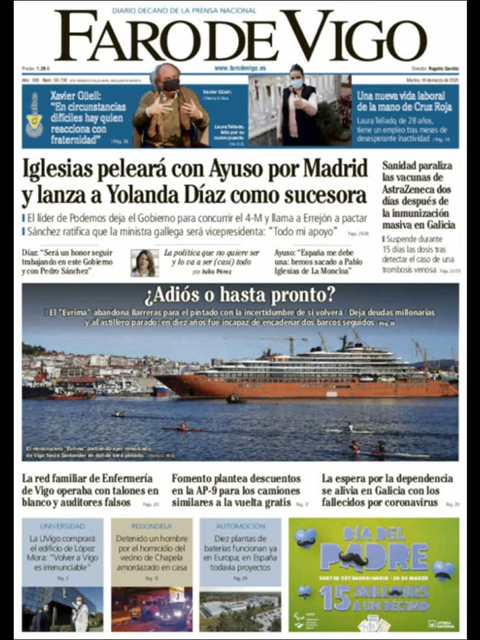 DIARIO DECANO DE LA PRENSA NACIONAL
FARO DE VIGO
www.farodevigo.es
Xavier Güell:
"En circunstancias
difíciles hay quien
reacciona con
fraternidad"
Una nueva vida laboral
de la mano de Cruz Roja
Laura Tellado, de 28 años,
tiene un empleo tras meses
de desesperante inactividad
Iglesias peleará con Ayuso por Madrid
y lanza a Yolanda Díaz como sucesora
El líder de Podemos deja el Gobierno para concurrir el 4-M y llama a Errejón a pactar
Sánchez ratifica que la ministra gallega será vicepresidenta: "Todo mi apoyo"
Díaz: "Será un honor seguir
trabajando en este Gobierno
y con Pedro Sánchez"
La política que no quiere ser
y lo va a ser (casi) todo
por Julio Pérez
Ayuso: "España me debe
una: hemos sacado a Pablo
Iglesias de La Moncloa"
Sanidad paraliza
las vacunas de
AstraZeneca dos
días después de
la inmunización
masiva en Galicia
Suspende durante
15 días las dosis tras
detectar el caso de una
trombosis venosa
¿Adiós o hasta pronto?
El "Evrima" abandona Barreras para el pintado con la incertidumbre de si volverá
Deja deudas millonarias
y al astillero parado: en diez años fue incapaz de encadenar dos barcos seguidos
La red familiar de Enfermería
de Vigo operaba con talones en
blanco y auditores falsos
Fomento plantea descuentos
en la AP-9 para los camiones
similares a la vuelta gratis
La espera por la dependencia
se alivia en Galicia con los
fallecidos por coronavirus
UNIVERSIDAD
La UVigo comprará
el edificio de López
Mora: "Volver a Vigo
es irrenunciable"
REDONDELA
Detenido un hombre
por el homicidio del
vecino de Chapela
amordazado en casa
AUTOMOCIÓN
Diez plantas de
baterías funcionan ya
en Europa; en España
todavía proyectos
DÍA DEL
PADRE
SORTEO EXTRAORDINARIO - 20 DE MARZO
15 MILLONES
A UN DÉCIMO